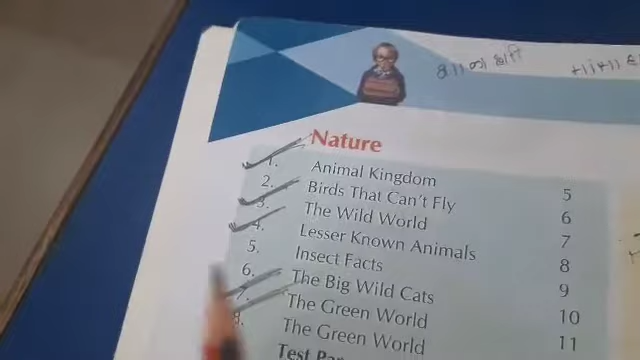 Nature
1. Animal Kingdom 5
2. Birds That Can't Fly 6
3. The Wild World 7
4. Lesser Known Animals 8
5. Insect Facts 9
6. The Big Wild Cats 10
7. The Green World 11
8. The Green World
Test